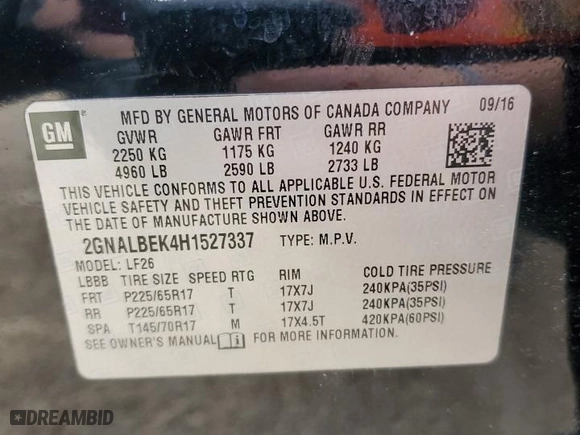 GM
MFD BY GENERAL MOTORS OF CANADA COMPANY 09/16
GVWR GAWR FRT GAWR RR
2250 KG 1175 KG 1240 KG
4960 LB 2590 LB 2733 LB
THIS VEHICLE CONFORMS TO ALL APPLICABLE U.S. FEDERAL MOTOR
VEHICLE SAFETY AND THEFT PREVENTION STANDARDS IN EFFECT ON
THE DATE OF MANUFACTURE SHOWN ABOVE.
2GNALBEK4H1527337 TYPE: M.P.V.
MODEL: LF26
LBBB TIRE SIZE SPEED RTG RIM COLD TIRE PRESSURE
FRT P225/65R17 T 17X7J 240KPA(35PSI)
RR P225/65R17 T 17X7J 240KPA(35PSI)
SPA T145/70R17 M 17X4.5T 420KPA(60PSI)
SEE OWNER'S MANUAL FOR MORE INFORMATION.
DREAMBID